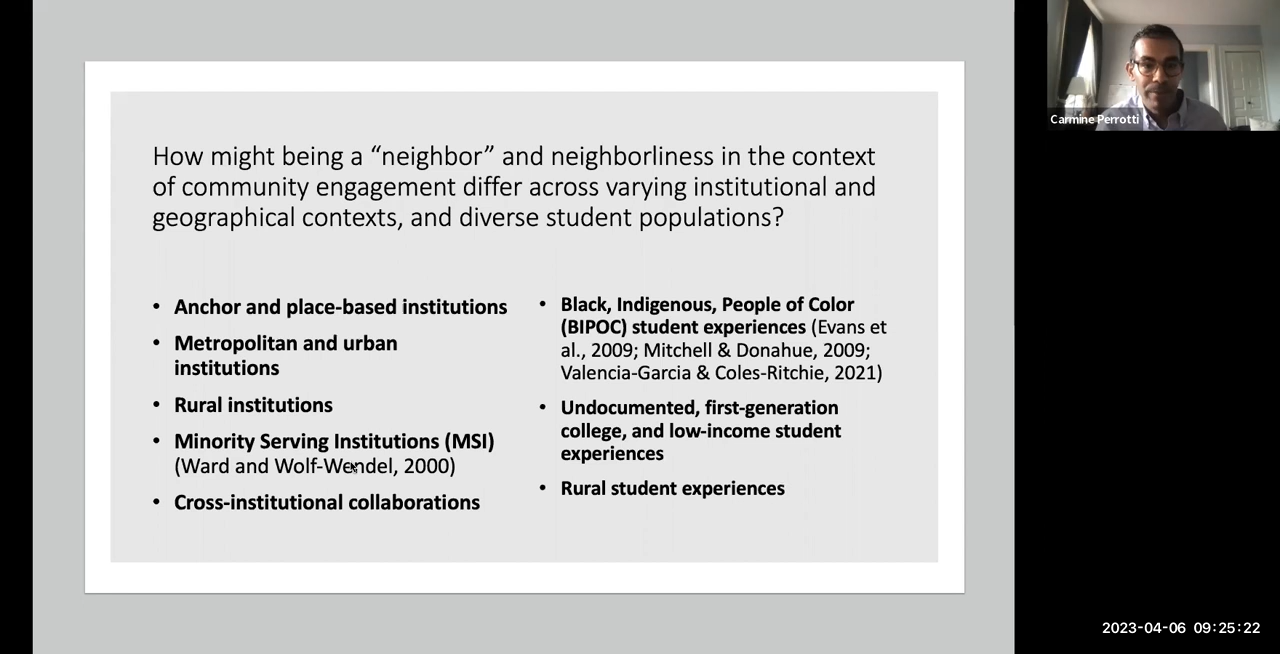 How might being a “neighbor” and neighborliness in the context
of community engagement differ across varying institutional and
geographical contexts, and diverse student populations?
• Anchor and place-based institutions
• Metropolitan and urban
institutions
• Rural institutions
• Minority Serving Institutions (MSI)
(Ward and Wolf-Wendel, 2000)
• Cross-institutional collaborations
• Black, Indigenous, People of Color
(BIPOC) student experiences (Evans et
al., 2009; Mitchell & Donahue, 2009;
Valencia-Garcia & Coles-Ritchie, 2021)
• Undocumented, first-generation
college, and low-income student
experiences
• Rural student experiences
Carmine Perrotti
2023-04-06 09:25:22